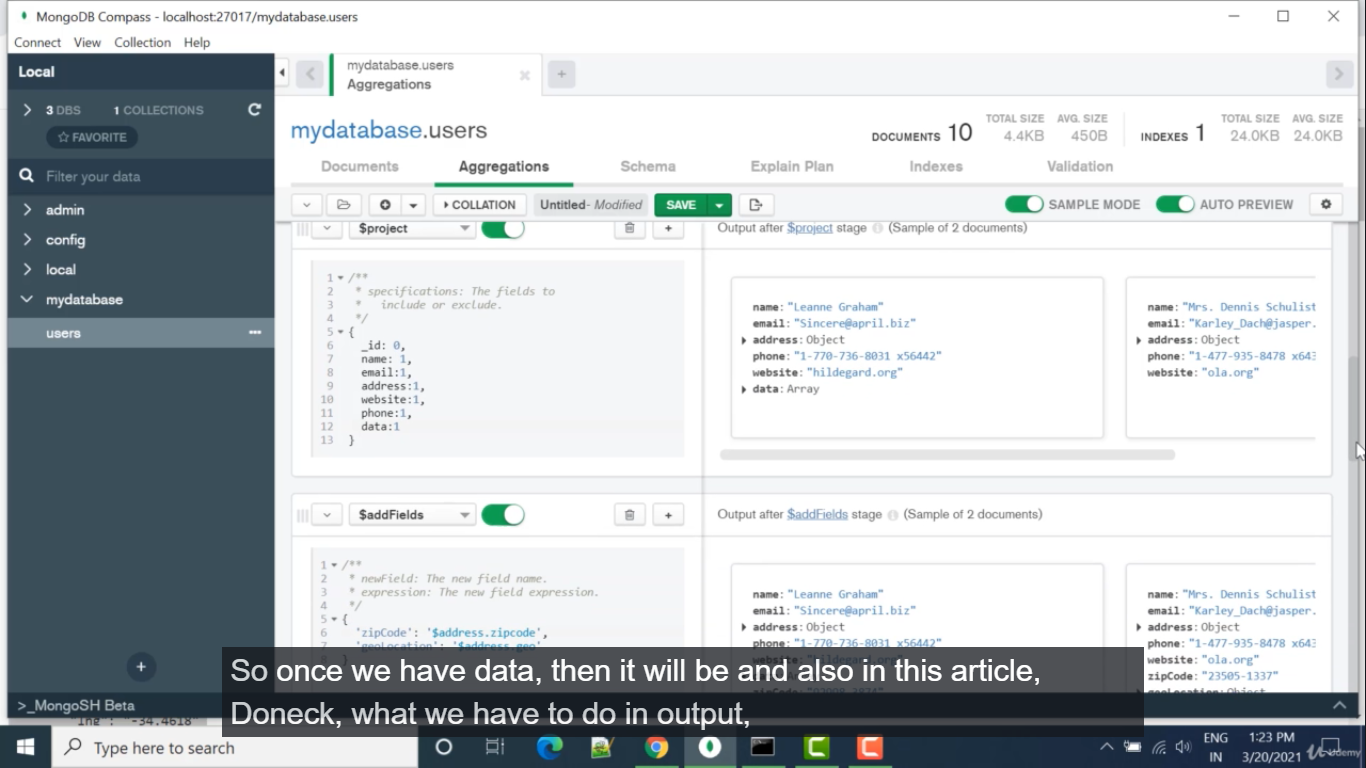 MongoDB Compass - localhost:27017/mydatabase.users
Connect View Collection Help
Local
3 DBS 1 COLLECTIONS
FAVORITE
Filter your data
admin
config
local
mydatabase
users
>_MongoSH Beta
mydatabase.users
Aggregations
mydatabase.users
DOCUMENTS 10
TOTAL SIZE AVG. SIZE
4.4KB 450B
INDEXES 1
TOTAL SIZE AVG. SIZE
24.0KB 24.0KB
Documents Aggregations Schema Explain Plan Indexes Validation
COLLATION Untitled- Modified SAVE SAMPLE MODE AUTO PREVIEW
$project
Output after $project stage (Sample of 2 documents)
1 /**
2 * specifications: The fields to
3 * include or exclude.
4 */
5 {
6 _id: 0,
7 name: 1,
8 email:1,
9 address:1,
10 website:1,
11 phone:1,
12 data:1
13 }
name: "Leanne Graham"
email: "Sincere@april.biz"
address: Object
phone: "1-770-736-8031 x56442"
website: "hildegard.org"
data: Array
name: "Mrs. Dennis Schulist
email: "Karley_Dach@jasper.
address: Object
phone: "1-477-935-8478 x643
website: "ola.org"
$addFields
Output after $addFields stage (Sample of 2 documents)
1 /**
2 * newField: The new field name.
3 * expression: The new field expression.
4 */
5 {
6 'zipCode': '$address.zipcode',
'geoLocation': '$address.geo'
name: "Leanne Graham"
email: "Sincere@april.biz"
address: Object
phone: "1-770-736-8031 x56442"
name: "Mrs. Dennis Schulist
email: "Karley_Dach@jasper.
address: Object
phone: "1-477-935-8478 x643
website: "ola.org"
zipCode: "23505-1337"
So once we have data, then it will be and also in this article,
Doneck, what we have to do in output,
lng : "-34.4618"
Type here to search
ENG
IN
1:23 PM
3/20/2021
Udemy